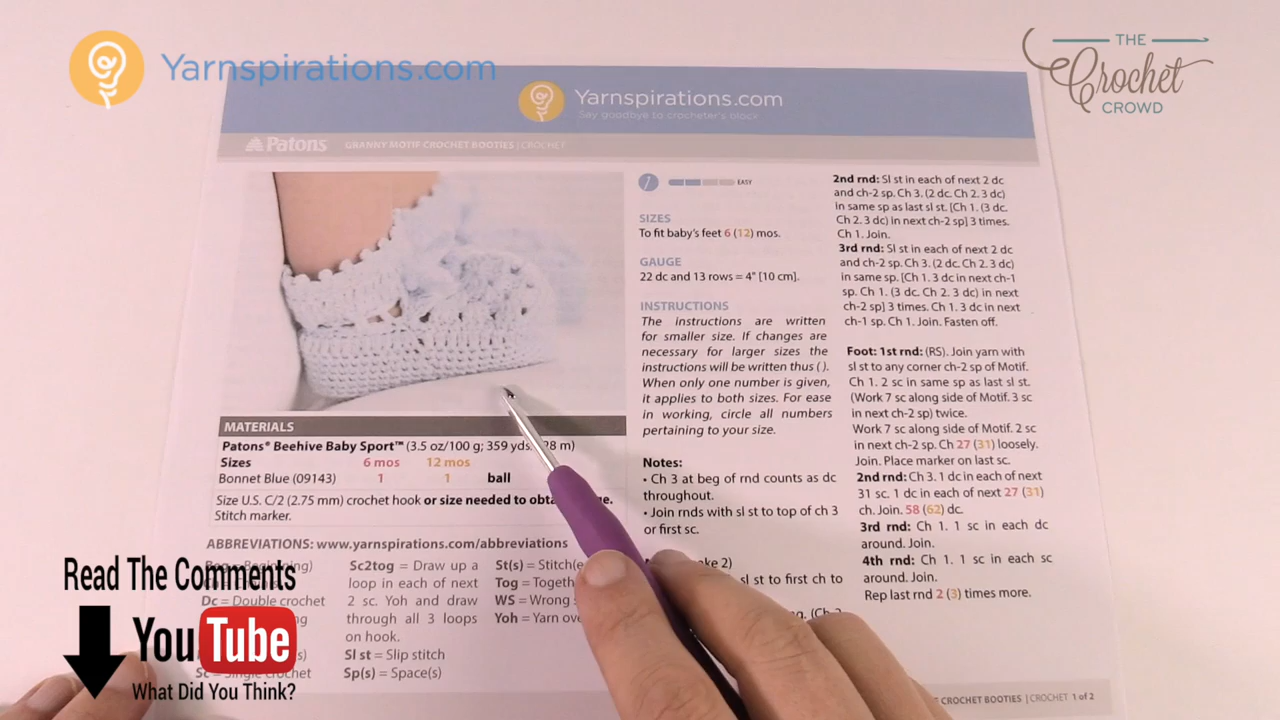 Yarnspirations.com
THE
Crochet
CROWD
Yarnspirations.com
Say goodbye to crocheter's block
Patons GRANNY MOTIF CROCHET BOOTIES | CROCHET
MATERIALS
Patons® Beehive Baby Sport™ (3.5 oz/100 g; 359 yds, 28 m)
Sizes 6 mos 12 mos
Bonnet Blue (09143) 1 1 ball
Size U.S. C/2 (2.75 mm) crochet hook or size needed to obta ge.
Stitch marker.
ABBREVIATIONS: www.yarnspirations.com/abbreviations
Dc = Double crochet
Sc = Single crochet
Sc2tog = Draw up a
loop in each of next
2 sc. Yoh and draw
through all 3 loops
on hook.
Sl st = Slip stitch
Sp(s) = Space(s)
St(s) = Stitch(e
Tog = Togeth
WS = Wrong s
Yoh = Yarn ove
EASY
SIZES
To fit baby's feet 6 (12) mos.
GAUGE
22 dc and 13 rows = 4" [10 cm].
INSTRUCTIONS
The instructions are written
for smaller size. If changes are
necessary for larger sizes the
instructions will be written thus ( ).
When only one number is given,
it applies to both sizes. For ease
in working, circle all numbers
pertaining to your size.
Notes:
• Ch 3 at beg of rnd counts as dc
throughout.
• Join rnds with sl st to top of ch 3
or first sc.
ke 2)
sl st to first ch to
ng. (Ch 2.
2nd rnd: Sl st in each of next 2 dc
and ch-2 sp. Ch 3. (2 dc. Ch 2. 3 dc)
in same sp as last sl st. [Ch 1. (3 dc.
Ch 2. 3 dc) in next ch-2 sp] 3 times.
Ch 1. Join.
3rd rnd: Sl st in each of next 2 dc
and ch-2 sp. Ch 3. (2 dc. Ch 2. 3 dc)
in same sp. [Ch 1. 3 dc in next ch-1
sp. Ch 1. (3 dc. Ch 2. 3 dc) in next
ch-2 sp] 3 times. Ch 1. 3 dc in next
ch-1 sp. Ch 1. Join. Fasten off.
Foot: 1st rnd: (RS). Join yarn with
sl st to any corner ch-2 sp of Motif.
Ch 1. 2 sc in same sp as last sl st.
(Work 7 sc along side of Motif. 3 sc
in next ch-2 sp) twice.
Work 7 sc along side of Motif. 2 sc
in next ch-2 sp. Ch 27 (31) loosely.
Join. Place marker on last sc.
2nd rnd: Ch 3. 1 dc in each of next
31 sc. 1 dc in each of next 27 (31)
ch. Join. 58 (62) dc.
3rd rnd: Ch 1. 1 sc in each dc
around. Join.
4th rnd: Ch 1. 1 sc in each sc
around. Join.
Rep last rnd 2 (3) times more.
CROCHET BOOTIES | CROCHET 1 of 2
Read The Comments
YouTube
What Did You Think?